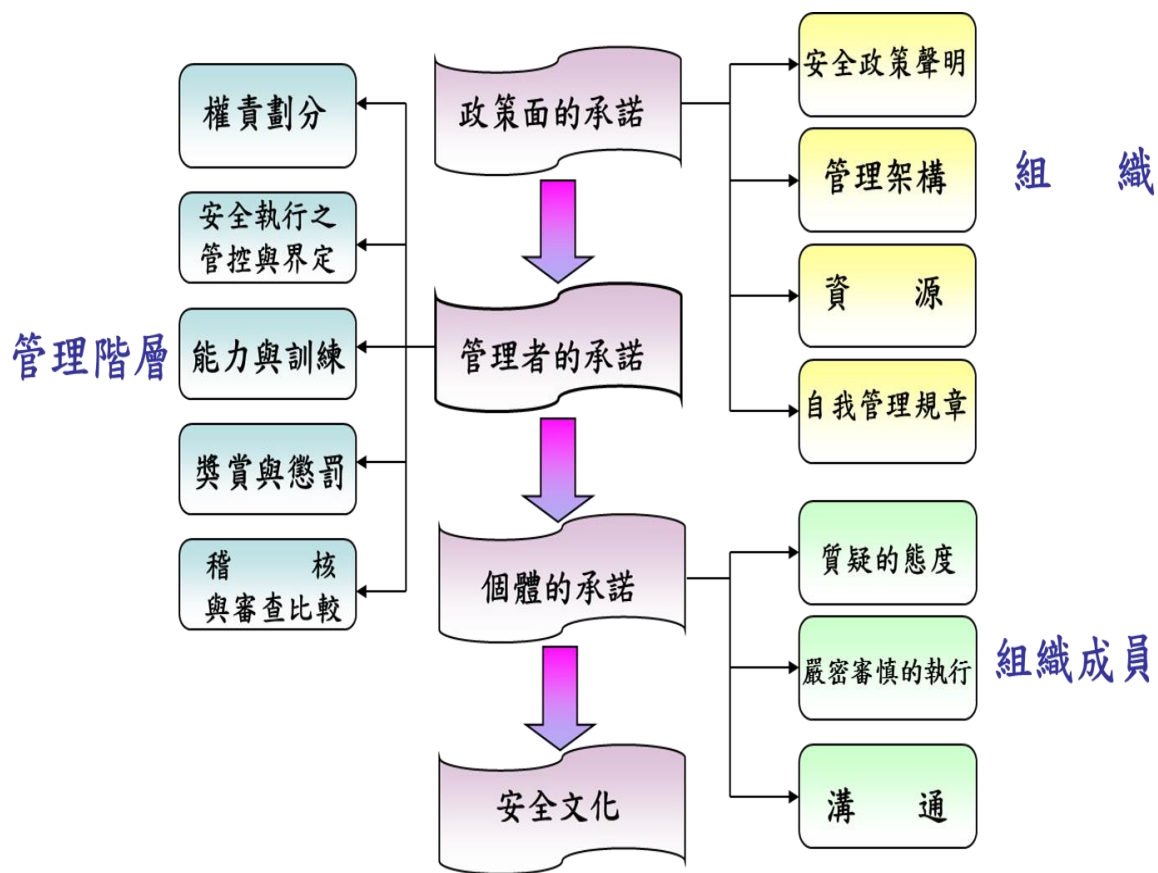 政策面的承諾
安全政策聲明
管理架構
資源
自我管理規章
組織
管理者的承諾
權責劃分
安全執行之
管控與界定
能力與訓練
獎賞與懲罰
稽核
與審查比較
管理階層
個體的承諾
質疑的態度
嚴密審慎的執行
溝通
組織成員
安全文化